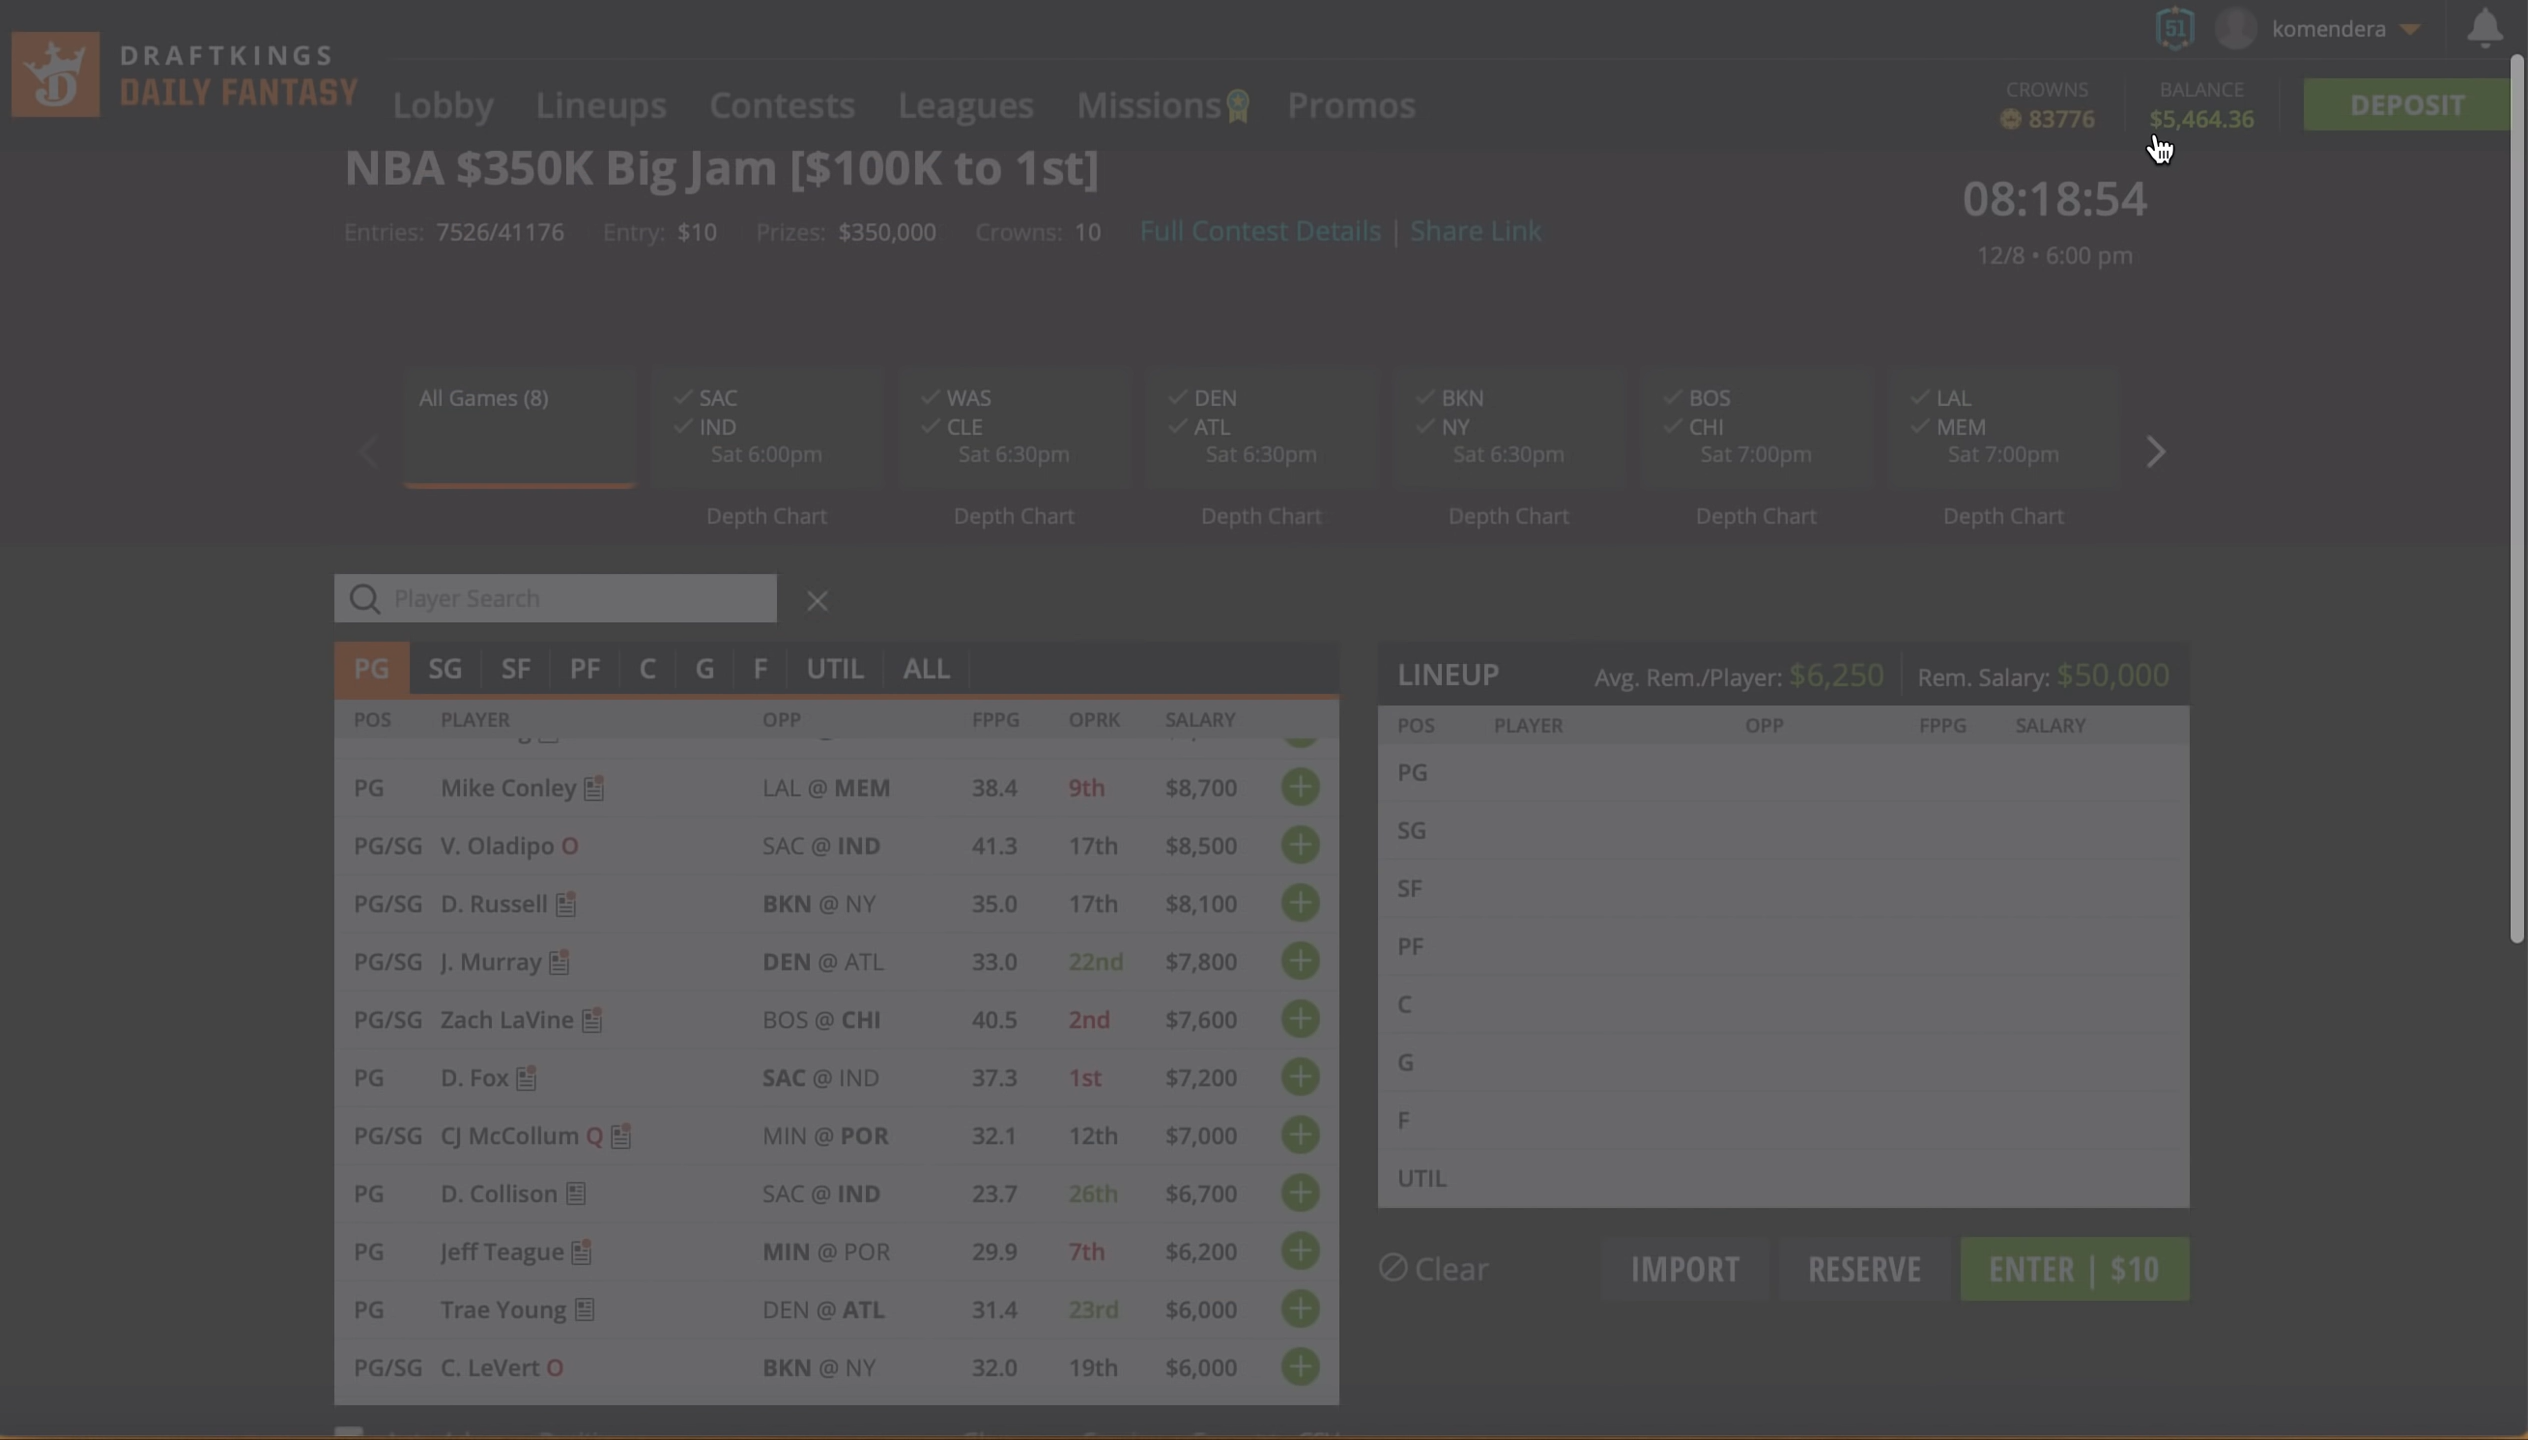 51 komendera
DRAFTKINGS
DAILY FANTASY
Lobby Lineups Contests Leagues Missions Promos
CROWNS BALANCE DEPOSIT
83776 $5,464.36
NBA $350K Big Jam [$100K to 1st]
08:18:54
Entries: 7526/41176 Entry: $10 Prizes: $350,000 Crowns: 10 Full Contest Details | Share Link
12/8 • 6:00 pm
All Games (8)
SAC
IND
Sat 6:00pm
WAS
CLE
Sat 6:30pm
DEN
ATL
Sat 6:30pm
BKN
NY
Sat 6:30pm
BOS
CHI
Sat 7:00pm
LAL
MEM
Sat 7:00pm
Depth Chart Depth Chart Depth Chart Depth Chart Depth Chart Depth Chart
Player Search
PG SG SF PF C G F UTIL ALL
POS PLAYER OPP FPPG OPRK SALARY
PG Mike Conley LAL @ MEM 38.4 9th $8,700
PG/SG V. Oladipo O SAC @ IND 41.3 17th $8,500
PG/SG D. Russell BKN @ NY 35.0 17th $8,100
PG/SG J. Murray DEN @ ATL 33.0 22nd $7,800
PG/SG Zach LaVine BOS @ CHI 40.5 2nd $7,600
PG D. Fox SAC @ IND 37.3 1st $7,200
PG/SG CJ McCollum Q MIN @ POR 32.1 12th $7,000
PG D. Collison SAC @ IND 23.7 26th $6,700
PG Jeff Teague MIN @ POR 29.9 7th $6,200
PG Trae Young DEN @ ATL 31.4 23rd $6,000
PG/SG C. LeVert O BKN @ NY 32.0 19th $6,000
LINEUP Avg. Rem./Player: $6,250 Rem. Salary: $50,000
POS PLAYER OPP FPPG SALARY
PG
SG
SF
PF
C
G
F
UTIL
Clear IMPORT RESERVE ENTER | $10